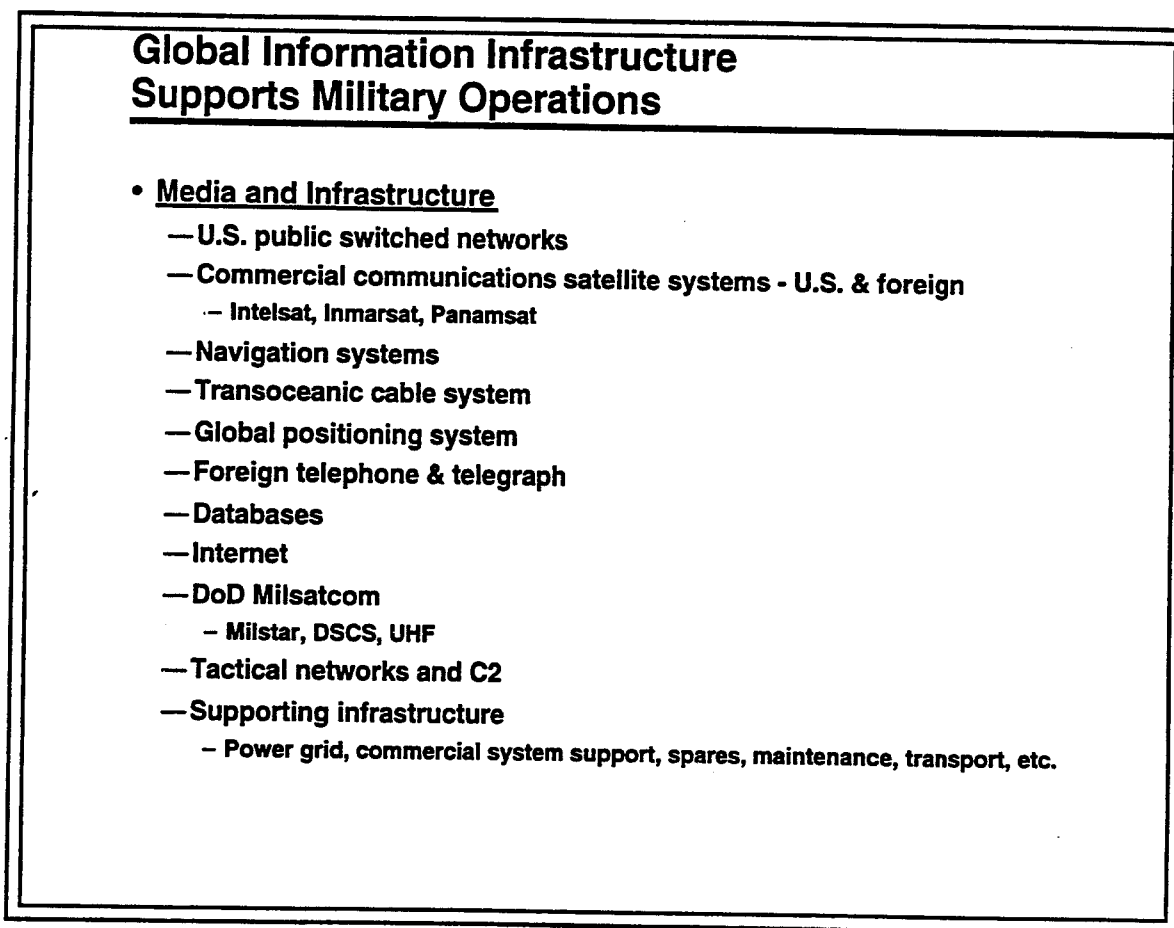 Global Information Infrastructure
Supports Military Operations
• Media and Infrastructure
—U.S. public switched networks
—Commercial communications satellite systems - U.S. & foreign
– Intelsat, Inmarsat, Panamsat
—Navigation systems
—Transoceanic cable system
—Global positioning system
—Foreign telephone & telegraph
—Databases
—Internet
—DoD Milsatcom
– Milstar, DSCS, UHF
—Tactical networks and C2
—Supporting infrastructure
– Power grid, commercial system support, spares, maintenance, transport, etc.